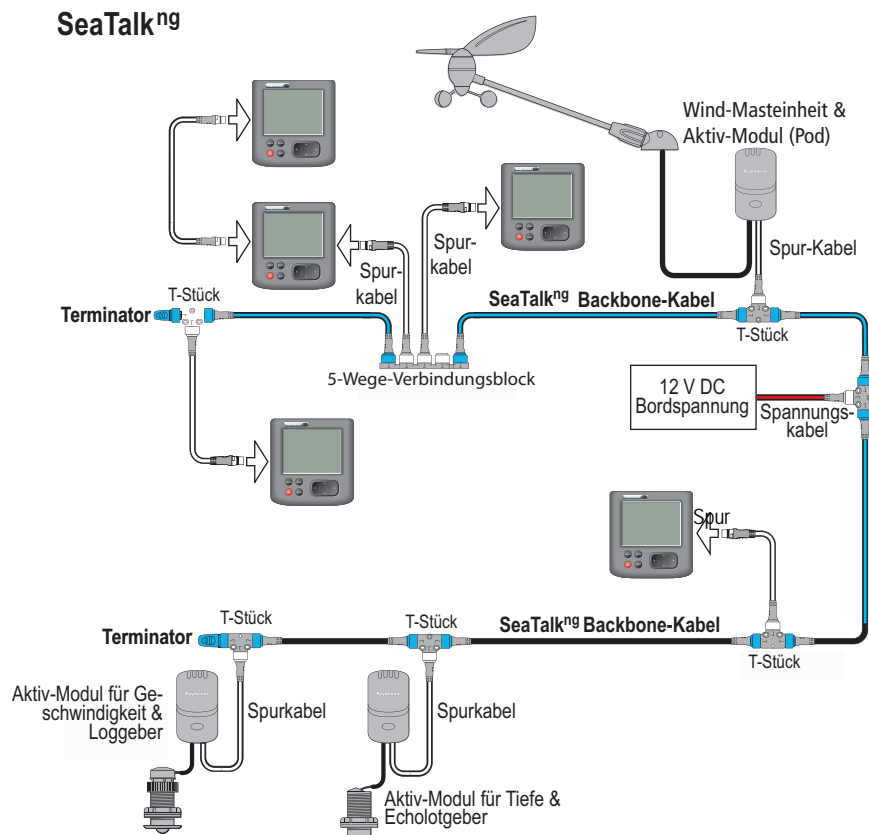 SeaTalkng
Wind-Masteinheit &
Aktiv-Modul (Pod)
Spur-
kabel
Spur-
kabel
Spur-Kabel
T-Stück
Terminator
SeaTalkng Backbone-Kabel
T-Stück
5-Wege-Verbindungsblock
12 V DC
Bordspannung
Spannungs-
kabel
Spur
T-Stück
T-Stück
SeaTalkng Backbone-Kabel
Terminator
T-Stück
Aktiv-Modul für Ge-
schwindigkeit &
Loggeber
Spurkabel
Spurkabel
Aktiv-Modul für Tiefe &
Echolotgeber